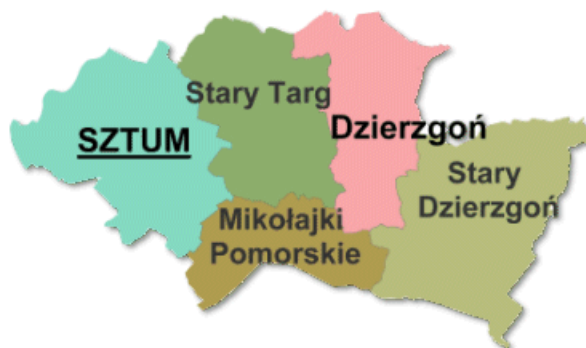 Stary Targ
SZTUM
Dzierzgoń
Stary
Dzierzgoń
Mikołajki
Pomorskie